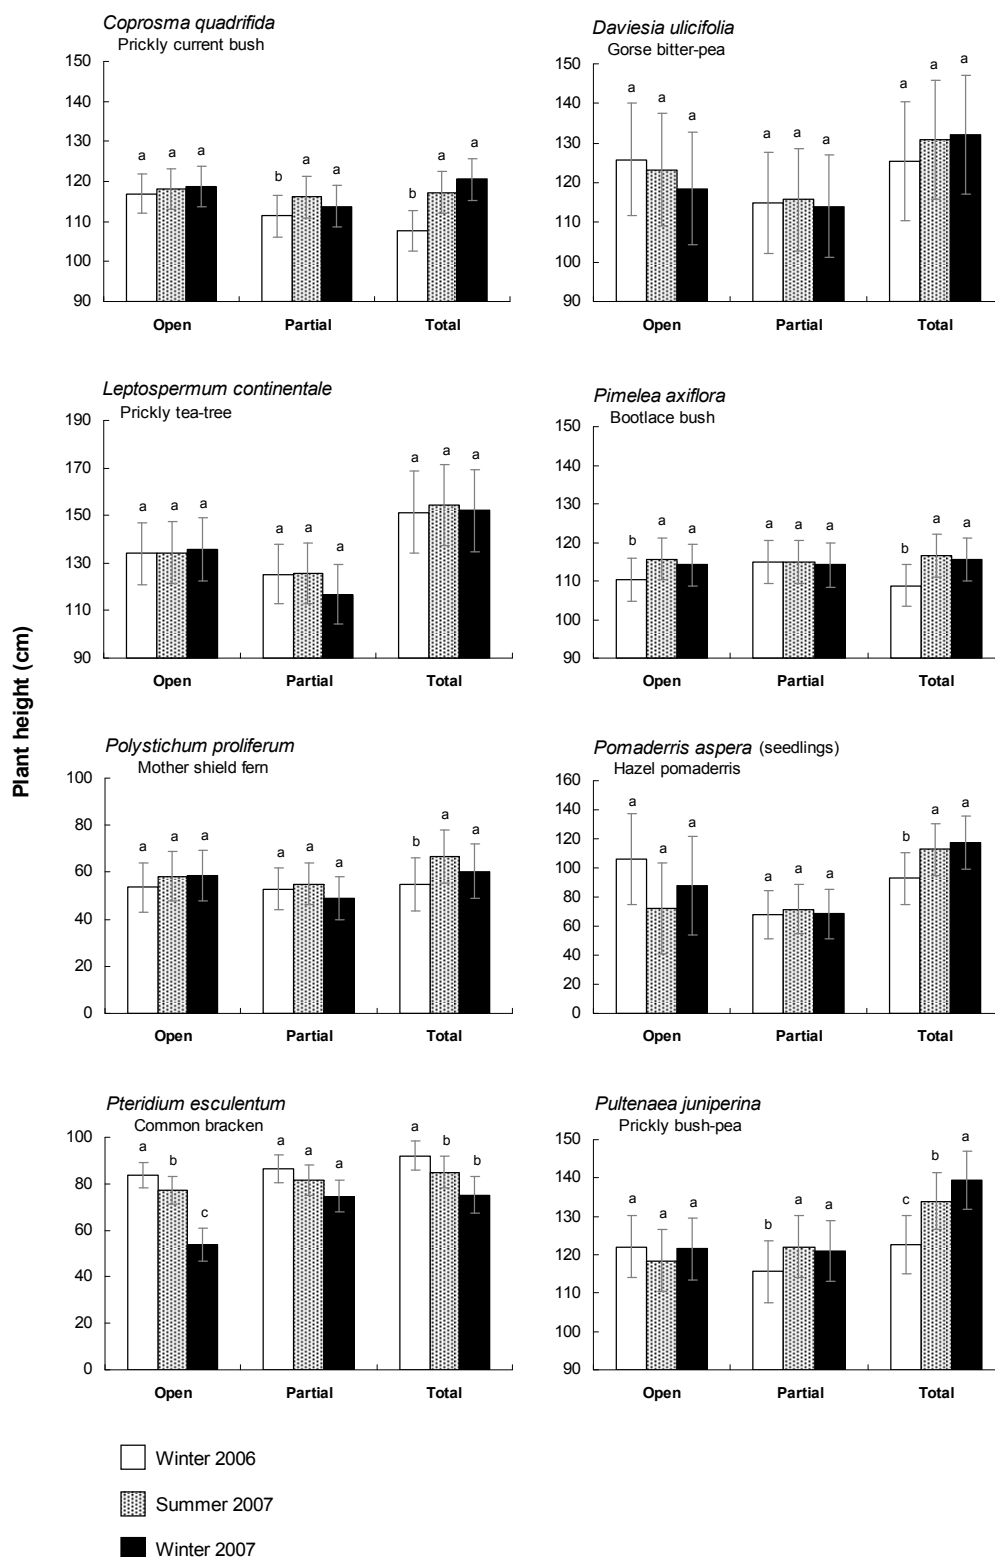 Plant height (cm)
Coprosma quadrifida
Prickly current bush
150
140
130
120
110
100
90
a a a b a a b a a
Open Partial Total
Daviesia ulicifolia
Gorse bitter-pea
150
140
130
120
110
100
90
a a a a a a a a a
Open Partial Total
Leptospermum continentale
Prickly tea-tree
190
170
150
130
110
90
a a a a a a a a a
Open Partial Total
Pimelea axiflora
Bootlace bush
150
140
130
120
110
100
90
b a a a a a b a a
Open Partial Total
Polystichum proliferum
Mother shield fern
100
80
60
40
20
0
a a a a a a b a a
Open Partial Total
Pomaderris aspera (seedlings)
Hazel pomaderris
160
140
120
100
80
60
40
20
0
a a a a a a b a a
Open Partial Total
Pteridium esculentum
Common bracken
100
80
60
40
20
0
a b c a a a a b b
Open Partial Total
Pultenaea juniperina
Prickly bush-pea
150
140
130
120
110
100
90
a a a b a a c b a
Open Partial Total
Winter 2006
Summer 2007
Winter 2007